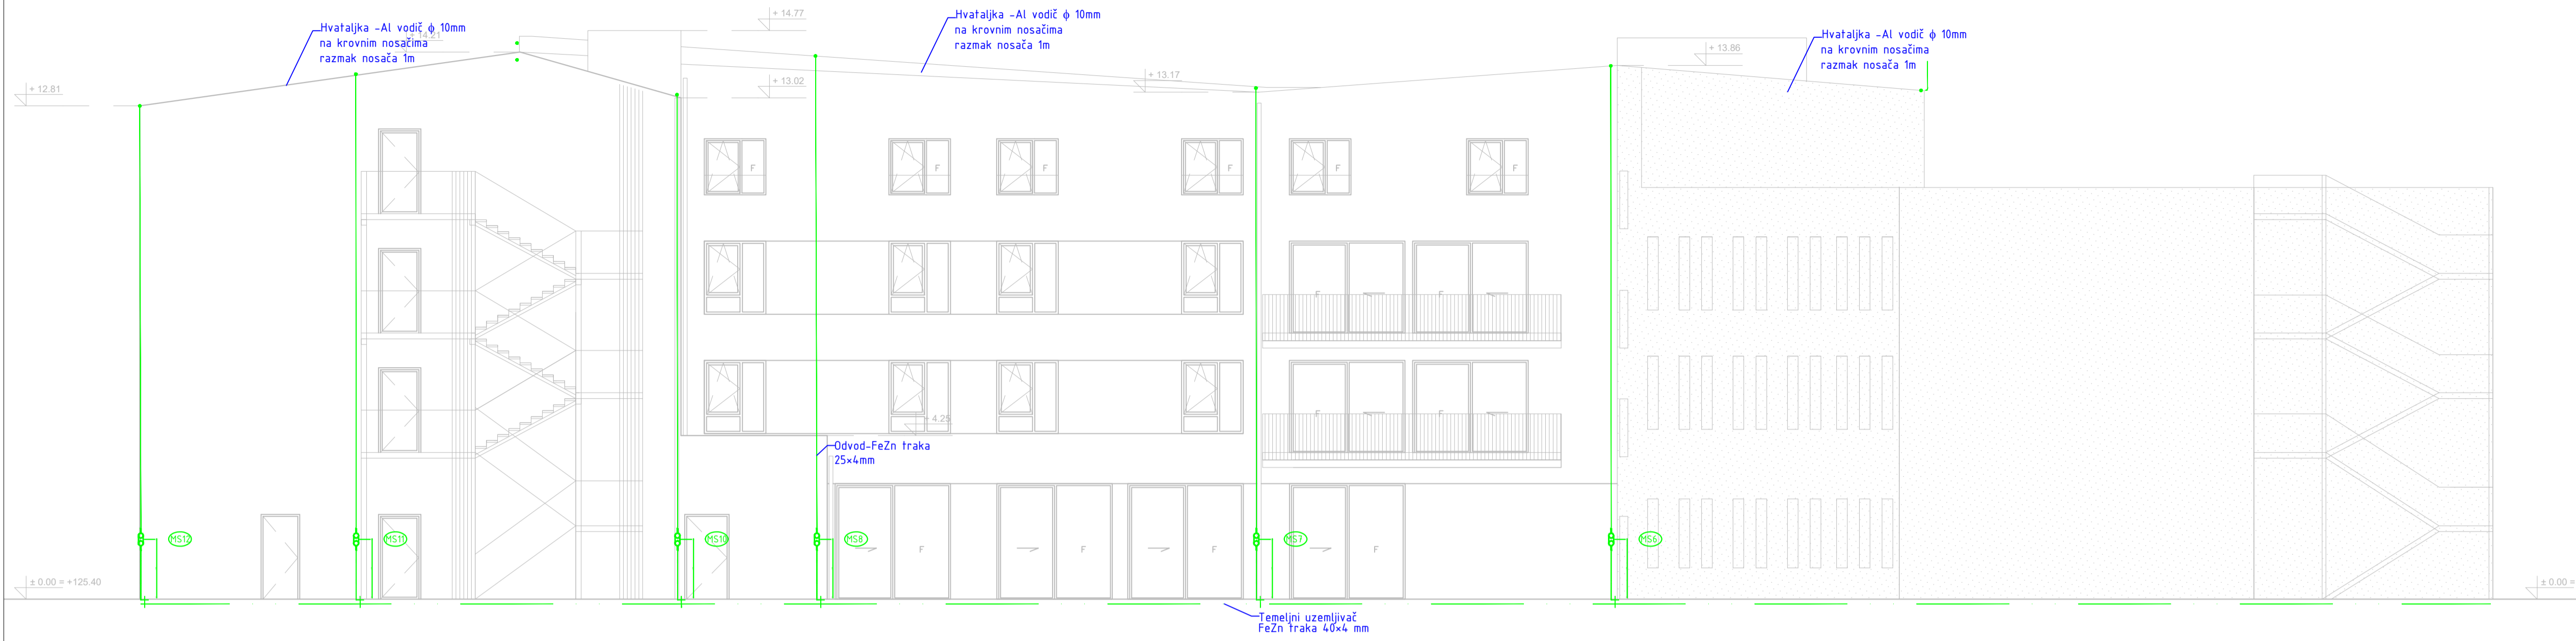 Hvataljka -Al vodič ϕ 10mm
na krovnim nosačima
razmak nosača 1m
+ 14.21
+ 12.81
+ 14.77
+ 13.02
Hvataljka -Al vodič ϕ 10mm
na krovnim nosačima
razmak nosača 1m
+ 13.17
+ 13.86
Hvataljka -Al vodič ϕ 10mm
na krovnim nosačima
razmak nosača 1m
F F F F F F
F F
+ 4.25
F F
Odvod-FeZn traka
25×4mm
MS12 MS11 MS10 MS8 MS7 MS6
F F F F
± 0.00 = +125.40
± 0.00 =
Temeljni uzemljivač
FeZn traka 40×4 mm